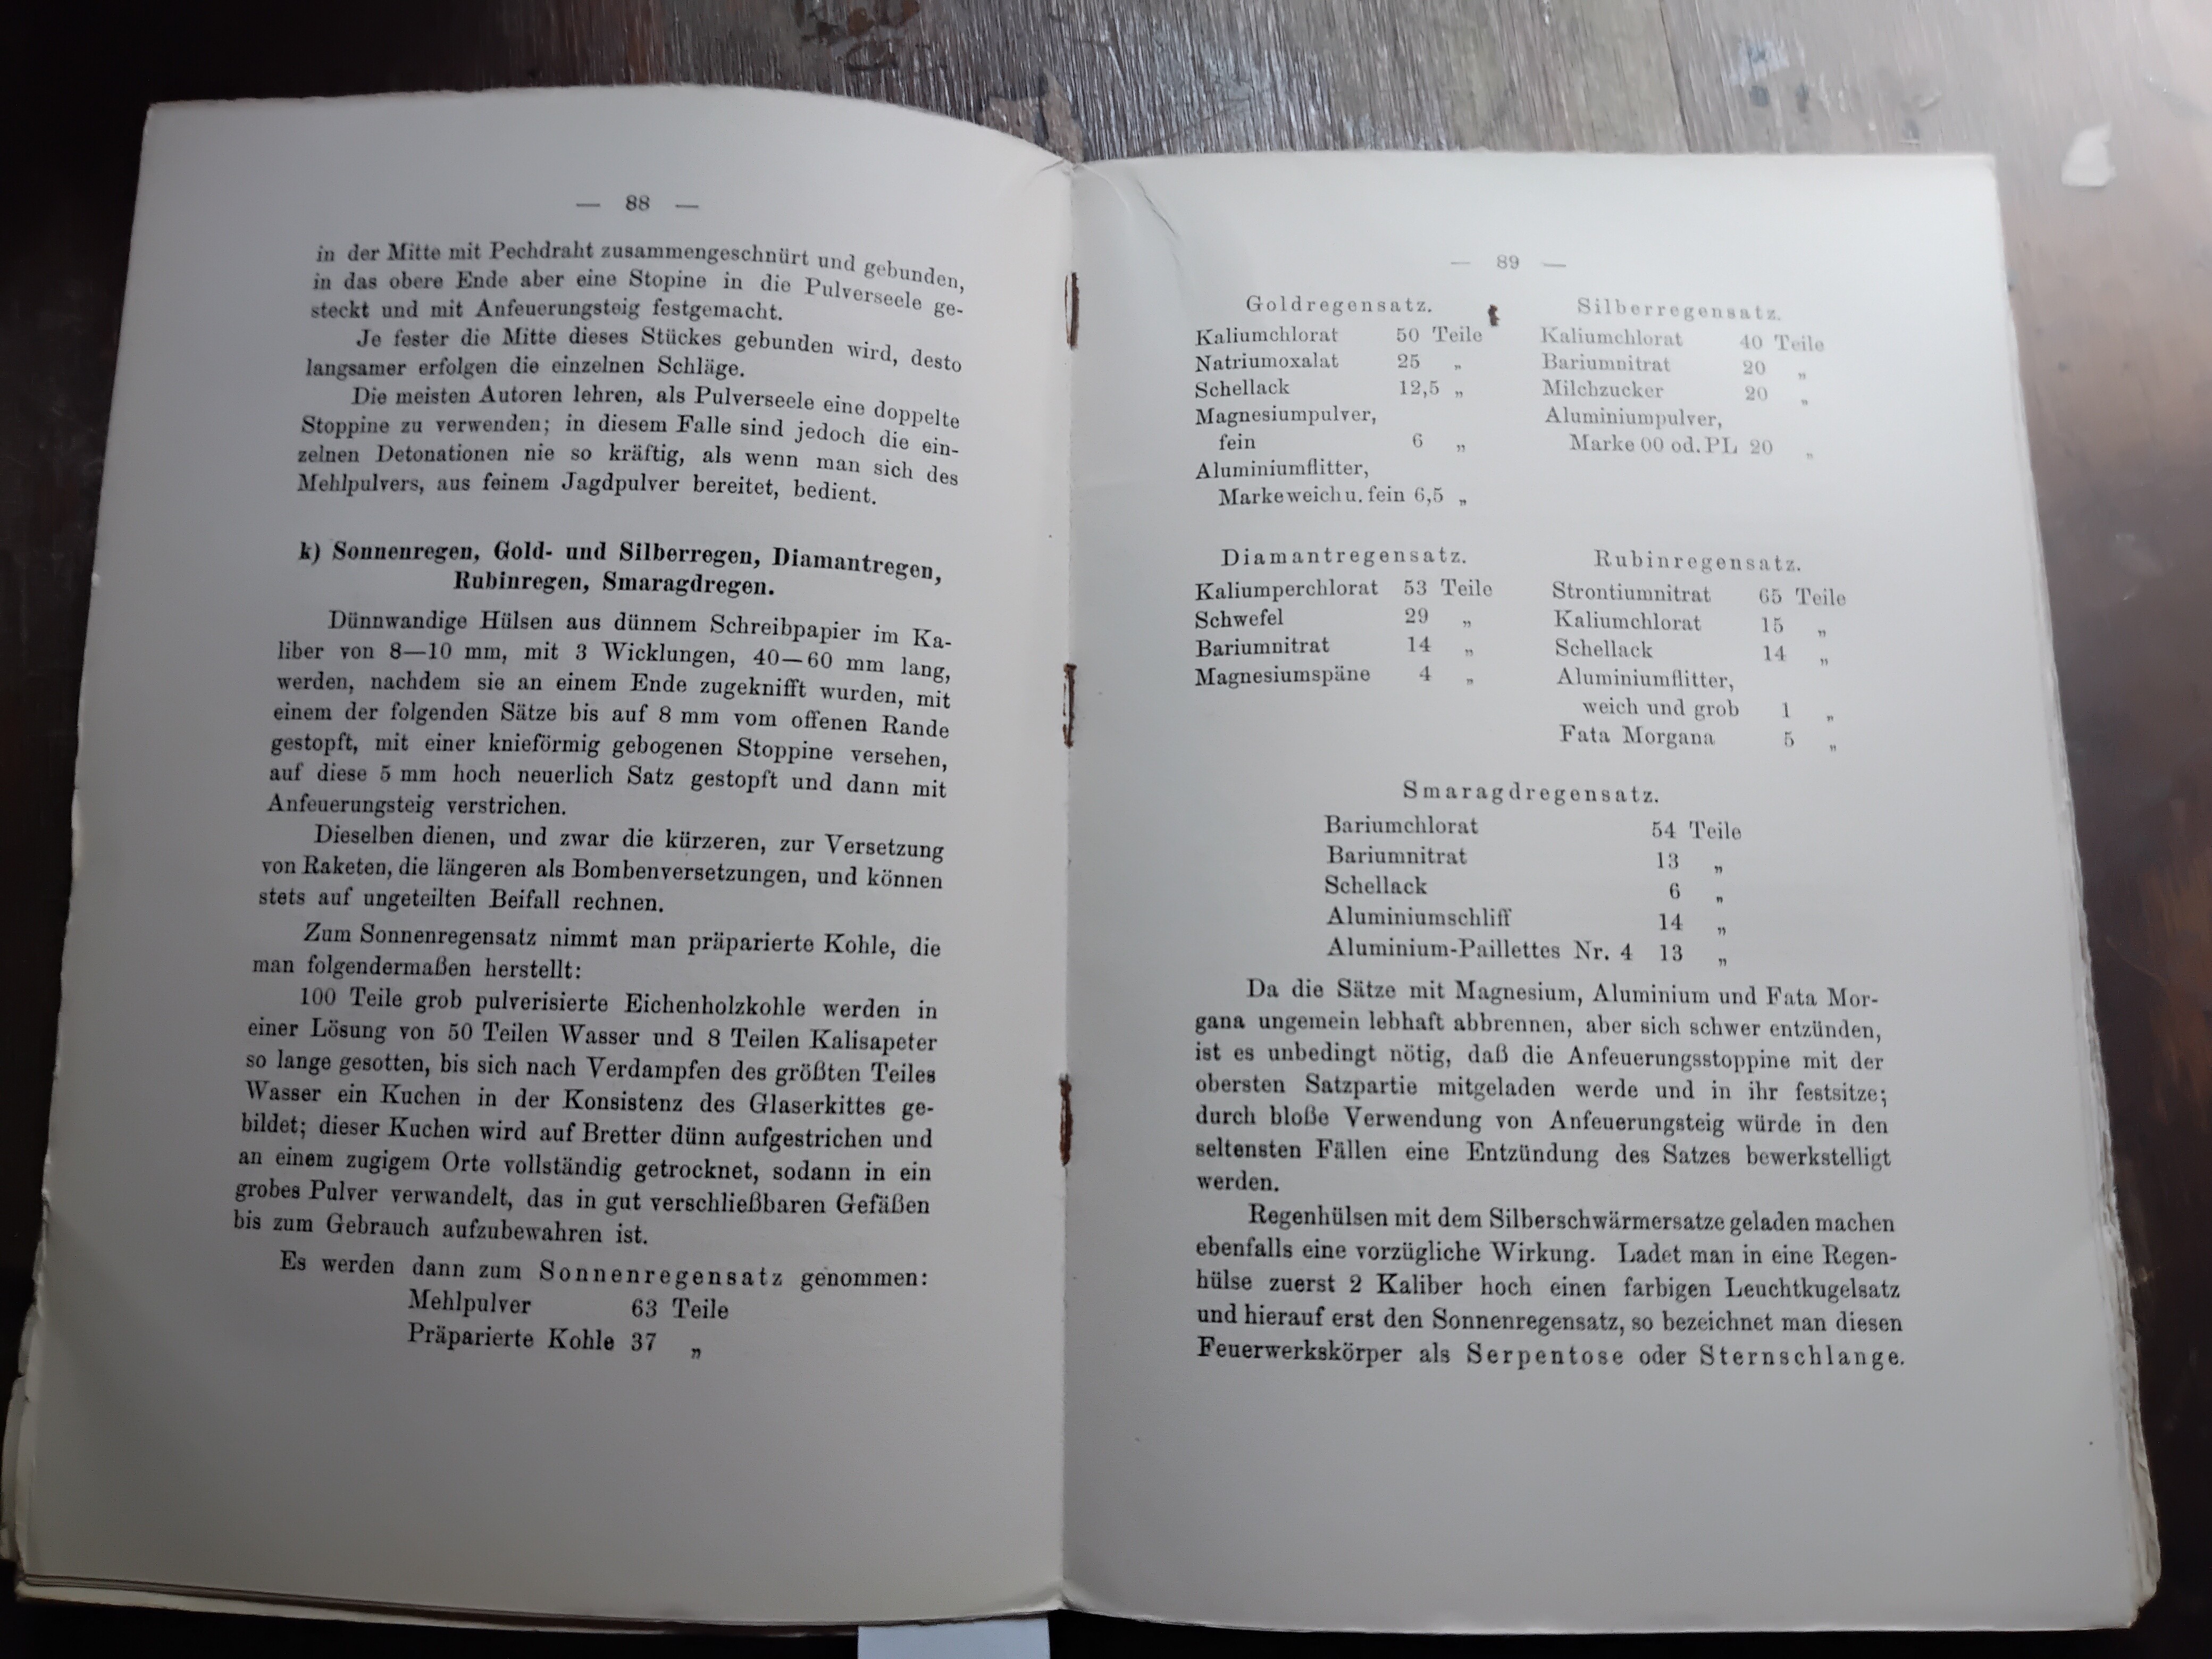 — 88 —
in der Mitte mit Pechdraht zusammengeschnürt und gebunden,
in das obere Ende aber eine Stopine in die Pulverseele ge-
steckt und mit Anfeuerungsteig festgemacht.
Je fester die Mitte dieses Stückes gebunden wird, desto
langsamer erfolgen die einzelnen Schläge.
Die meisten Autoren lehren, als Pulverseele eine doppelte
Stoppine zu verwenden; in diesem Falle sind jedoch die ein-
zelnen Detonationen nie so kräftig, als wenn man sich des
Mehlpulvers, aus feinem Jagdpulver bereitet, bedient.
k) Sonnenregen, Gold- und Silberregen, Diamantregen,
Rubinregen, Smaragdregen.
Dünnwandige Hülsen aus dünnem Schreibpapier im Ka-
liber von 8—10 mm, mit 3 Wicklungen, 40—60 mm lang,
werden, nachdem sie an einem Ende zugeknifft wurden, mit
einem der folgenden Sätze bis auf 8 mm vom offenen Rande
gestopft, mit einer knieförmig gebogenen Stoppine versehen,
auf diese 5 mm hoch neuerlich Satz gestopft und dann mit
Anfeuerungsteig verstrichen.
Dieselben dienen, und zwar die kürzeren, zur Versetzung
von Raketen, die längeren als Bombenversetzungen, und können
stets auf ungeteilten Beifall rechnen.
Zum Sonnenregensatz nimmt man präparierte Kohle, die
man folgendermaßen herstellt:
100 Teile grob pulverisierte Eichenholzkohle werden in
einer Lösung von 50 Teilen Wasser und 8 Teilen Kalisapeter
so lange gesotten, bis sich nach Verdampfen des größten Teiles
Wasser ein Kuchen in der Konsistenz des Glaserkittes ge-
bildet; dieser Kuchen wird auf Bretter dünn aufgestrichen und
an einem zugigem Orte vollständig getrocknet, sodann in ein
grobes Pulver verwandelt, das in gut verschließbaren Gefäßen
bis zum Gebrauch aufzubewahren ist.
Es werden dann zum Sonnenregensatz genommen:
Mehlpulver 63 Teile
Präparierte Kohle 37 „
— 89 —
Goldregensatz.
Kaliumchlorat 50 Teile
Natriumoxalat 25 „
Schellack 12,5 „
Magnesiumpulver,
fein 6 „
Aluminiumflitter,
Marke weich u. fein 6,5 „
Silberregensatz.
Kaliumchlorat 40 Teile
Bariumnitrat 20 „
Milchzucker 20 „
Aluminiumpulver,
Marke 00 od. PL 20 „
Diamantregensatz.
Kaliumperchlorat 53 Teile
Schwefel 29 „
Bariumnitrat 14 „
Magnesiumspäne 4 „
Rubinregensatz.
Strontiumnitrat 65 Teile
Kaliumchlorat 15 „
Schellack 14 „
Aluminiumflitter,
weich und grob 1 „
Fata Morgana 5 „
Smaragdregensatz.
Bariumchlorat 54 Teile
Bariumnitrat 13 „
Schellack 6 „
Aluminiumschliff 14 „
Aluminium-Paillettes Nr. 4 13 „
Da die Sätze mit Magnesium, Aluminium und Fata Mor-
gana ungemein lebhaft abbrennen, aber sich schwer entzünden,
ist es unbedingt nötig, daß die Anfeuerungsstoppine mit der
obersten Satzpartie mitgeladen werde und in ihr festsitze;
durch bloße Verwendung von Anfeuerungsteig würde in den
seltensten Fällen eine Entzündung des Satzes bewerkstelligt
werden.
Regenhülsen mit dem Silberschwärmersatze geladen machen
ebenfalls eine vorzügliche Wirkung. Ladet man in eine Regen-
hülse zuerst 2 Kaliber hoch einen farbigen Leuchtkugelsatz
und hierauf erst den Sonnenregensatz, so bezeichnet man diesen
Feuerwerkskörper als Serpentose oder Sternschlange.